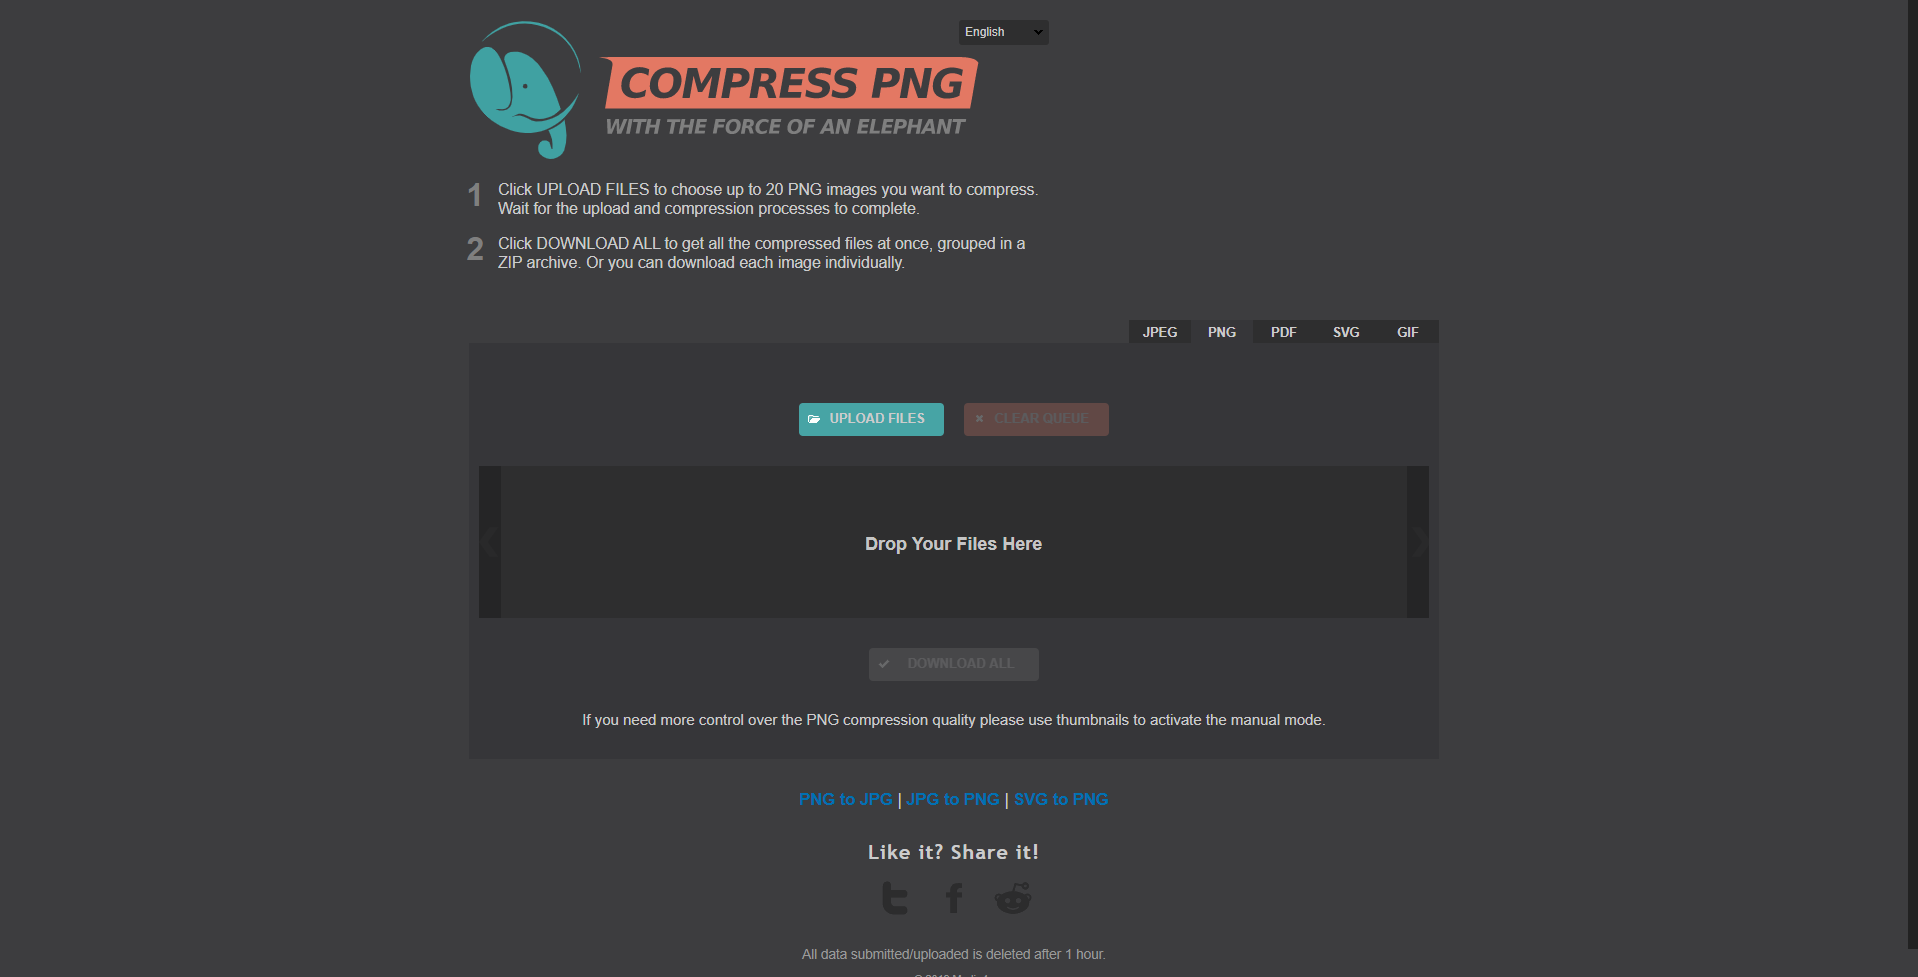 English
COMPRESS PNG
WITH THE FORCE OF AN ELEPHANT
1 Click UPLOAD FILES to choose up to 20 PNG images you want to compress.
Wait for the upload and compression processes to complete.
2 Click DOWNLOAD ALL to get all the compressed files at once, grouped in a
ZIP archive. Or you can download each image individually.
JPEG PNG PDF SVG GIF
UPLOAD FILES CLEAR QUEUE
Drop Your Files Here
DOWNLOAD ALL
If you need more control over the PNG compression quality please use thumbnails to activate the manual mode.
PNG to JPG | JPG to PNG | SVG to PNG
Like it? Share it!
All data submitted/uploaded is deleted after 1 hour.